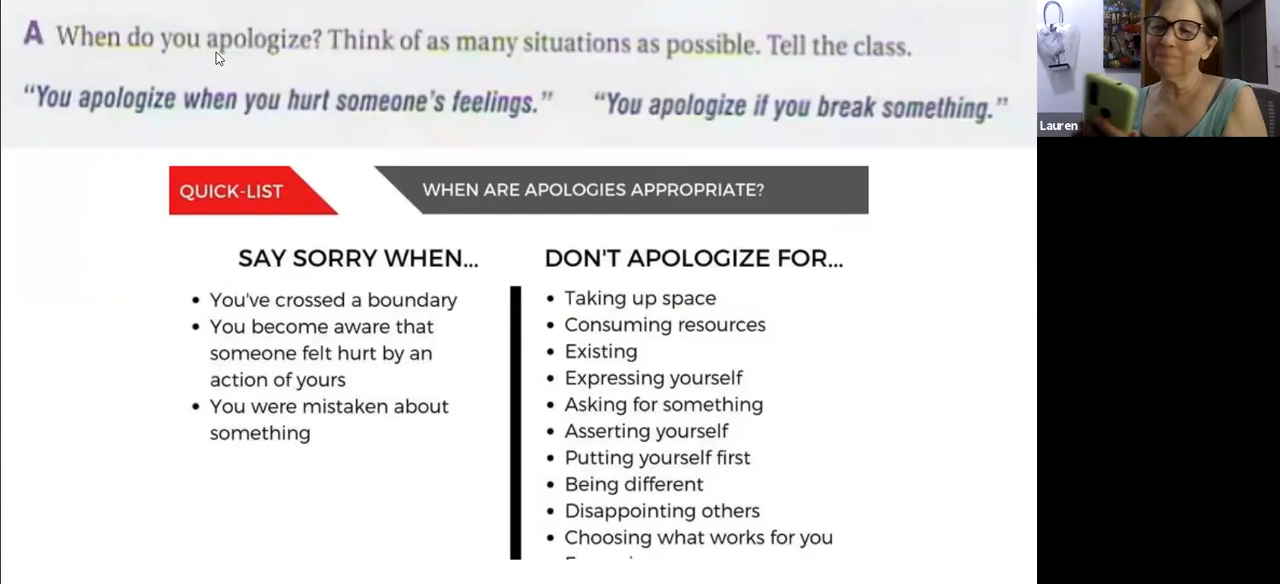 A When do you apologize? Think of as many situations as possible. Tell the class.
“You apologize when you hurt someone’s feelings.” “You apologize if you break something.”
Lauren
QUICK-LIST
WHEN ARE APOLOGIES APPROPRIATE?
SAY SORRY WHEN...
• You've crossed a boundary
• You become aware that
someone felt hurt by an
action of yours
• You were mistaken about
something
DON'T APOLOGIZE FOR...
• Taking up space
• Consuming resources
• Existing
• Expressing yourself
• Asking for something
• Asserting yourself
• Putting yourself first
• Being different
• Disappointing others
• Choosing what works for you